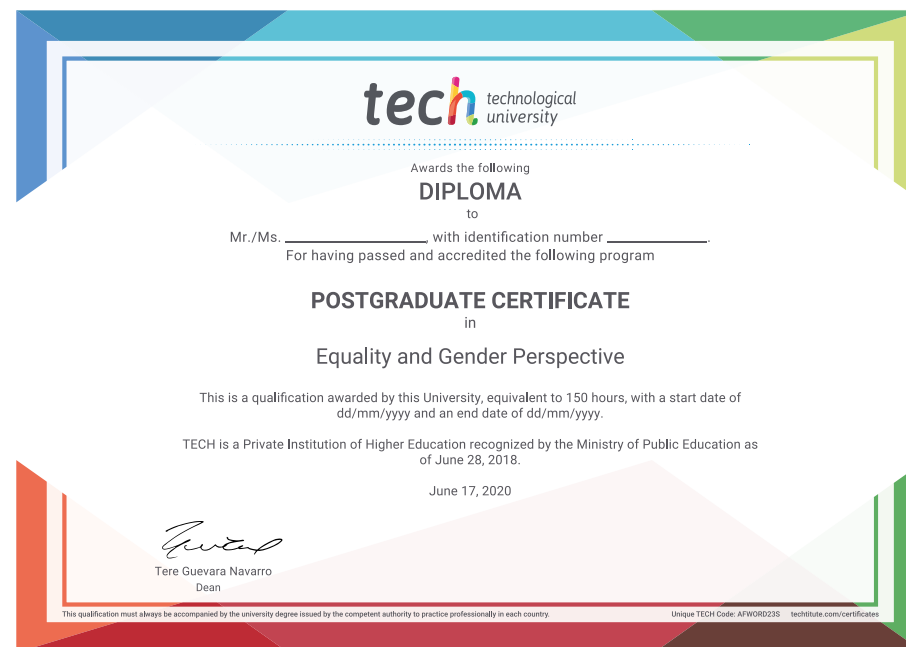 tech technological
university
Awards the following
DIPLOMA
to
Mr./Ms. ____________________, with identification number ______________.
For having passed and accredited the following program
POSTGRADUATE CERTIFICATE
in
Equality and Gender Perspective
This is a qualification awarded by this University, equivalent to 150 hours, with a start date of
dd/mm/yyyy and an end date of dd/mm/yyyy.
TECH is a Private Institution of Higher Education recognized by the Ministry of Public Education as
of June 28, 2018.
June 17, 2020
Tere Guevara Navarro
Dean
This qualification must always be accompanied by the university degree issued by the competent authority to practice professionally in each country. Unique TECH Code: AFWORD23S techtitute.com/certificates